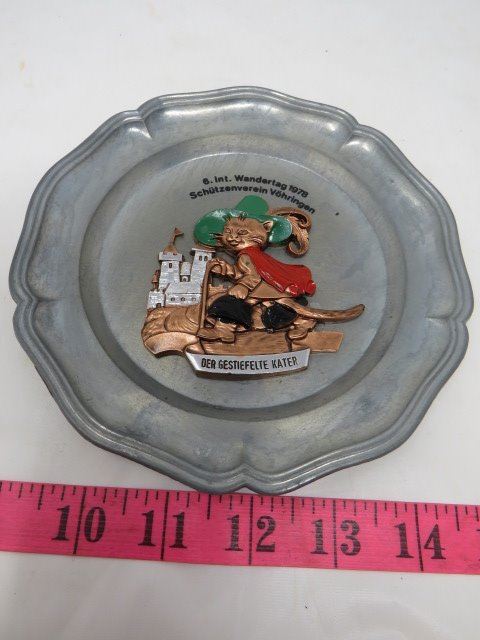 6. Int. Wandertag 1978
Schützenverein Vöhringen
DER GESTIEFELTE KATER
10 11 12 13 14